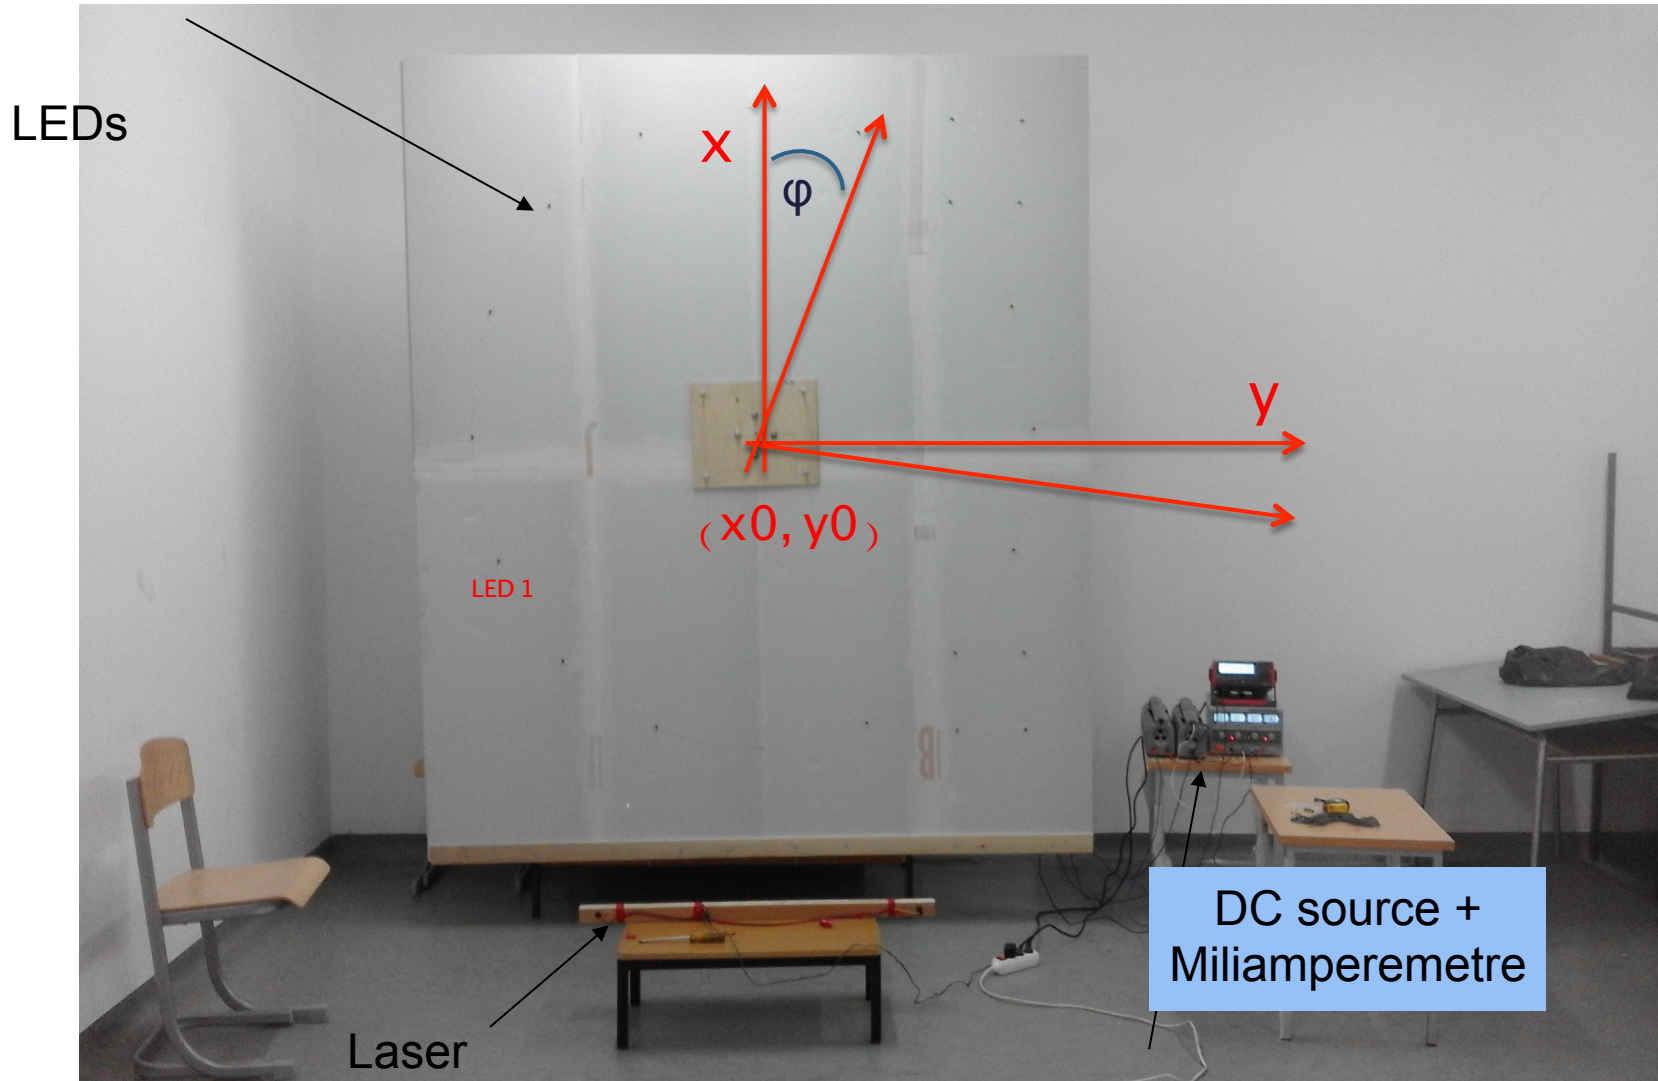 LEDs
x
φ
y
(x0,y0)
LED 1
DC source +
Miliamperemetre
Laser